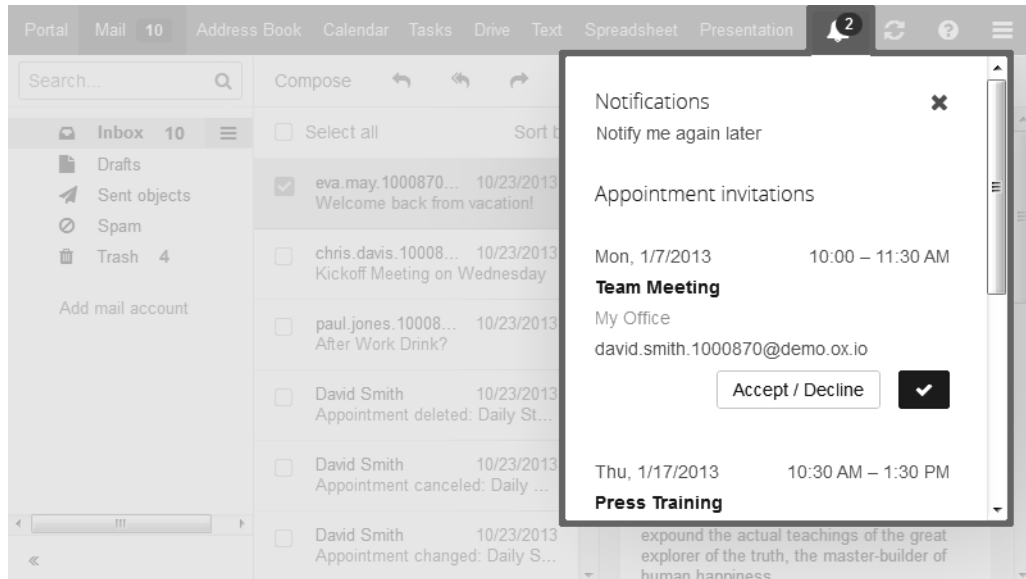 Portal Mail 10 Address Book Calendar Tasks Drive Text Spreadsheet Presentation 2
Search...
Inbox 10
Drafts
Sent objects
Spam
Trash 4
Add mail account
Compose
Select all Sort b
eva.may.1000870... 10/23/2013
Welcome back from vacation!
chris.davis.10008... 10/23/2013
Kickoff Meeting on Wednesday
paul.jones.10008... 10/23/2013
After Work Drink?
David Smith 10/23/2013
Appointment deleted: Daily St...
David Smith 10/23/2013
Appointment canceled: Daily ...
David Smith 10/23/2013
Appointment changed: Daily S...
Notifications
Notify me again later
Appointment invitations
Mon, 1/7/2013 10:00 – 11:30 AM
Team Meeting
My Office
david.smith.1000870@demo.ox.io
Accept / Decline
Thu, 1/17/2013 10:30 AM – 1:30 PM
Press Training
expound the actual teachings of the great
explorer of the truth, the master-builder of
human happiness